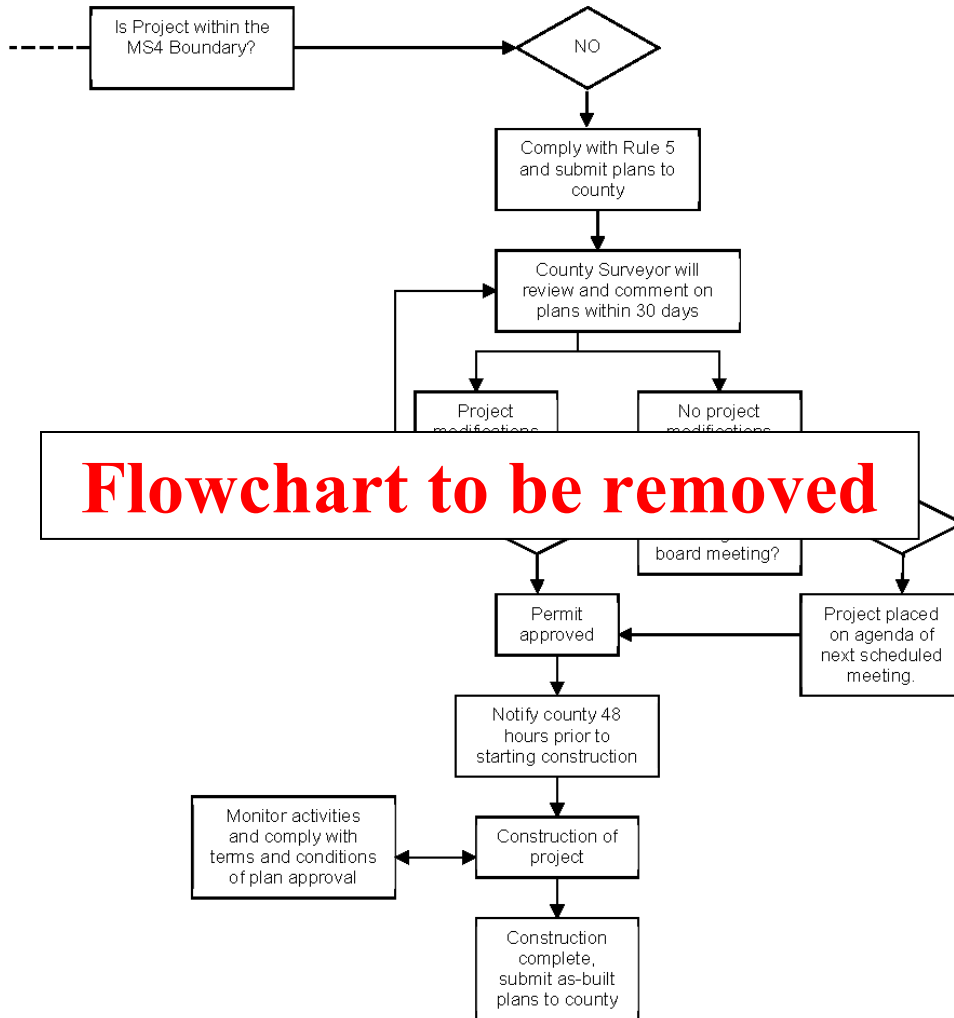 Is Project within the
MS4 Boundary?
NO
Comply with Rule 5
and submit plans to
county
County Surveyor will
review and comment on
plans within 30 days
Project
modifications
No project
modifications
Flowchart to be removed
board meeting?
Permit
approved
Project placed
on agenda of
next scheduled
meeting.
Notify county 48
hours prior to
starting construction
Monitor activities
and comply with
terms and conditions
of plan approval
Construction of
project
Construction
complete,
submit as-built
plans to county